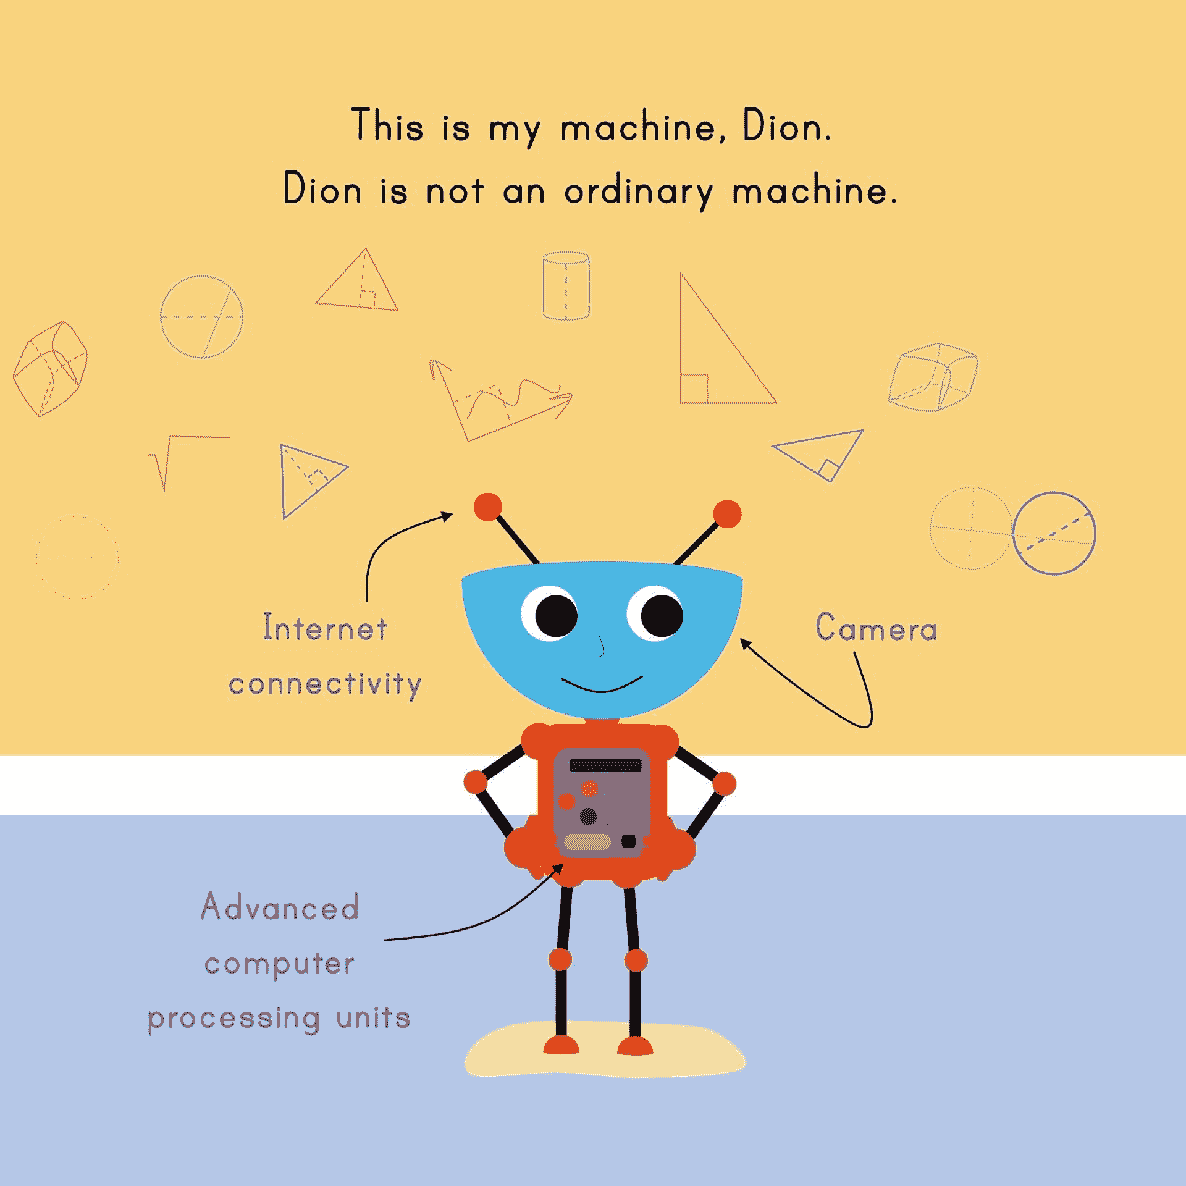 This is my machine, Dion.
Dion is not an ordinary machine.
Internet
connectivity
Camera
Advanced
computer
processing units